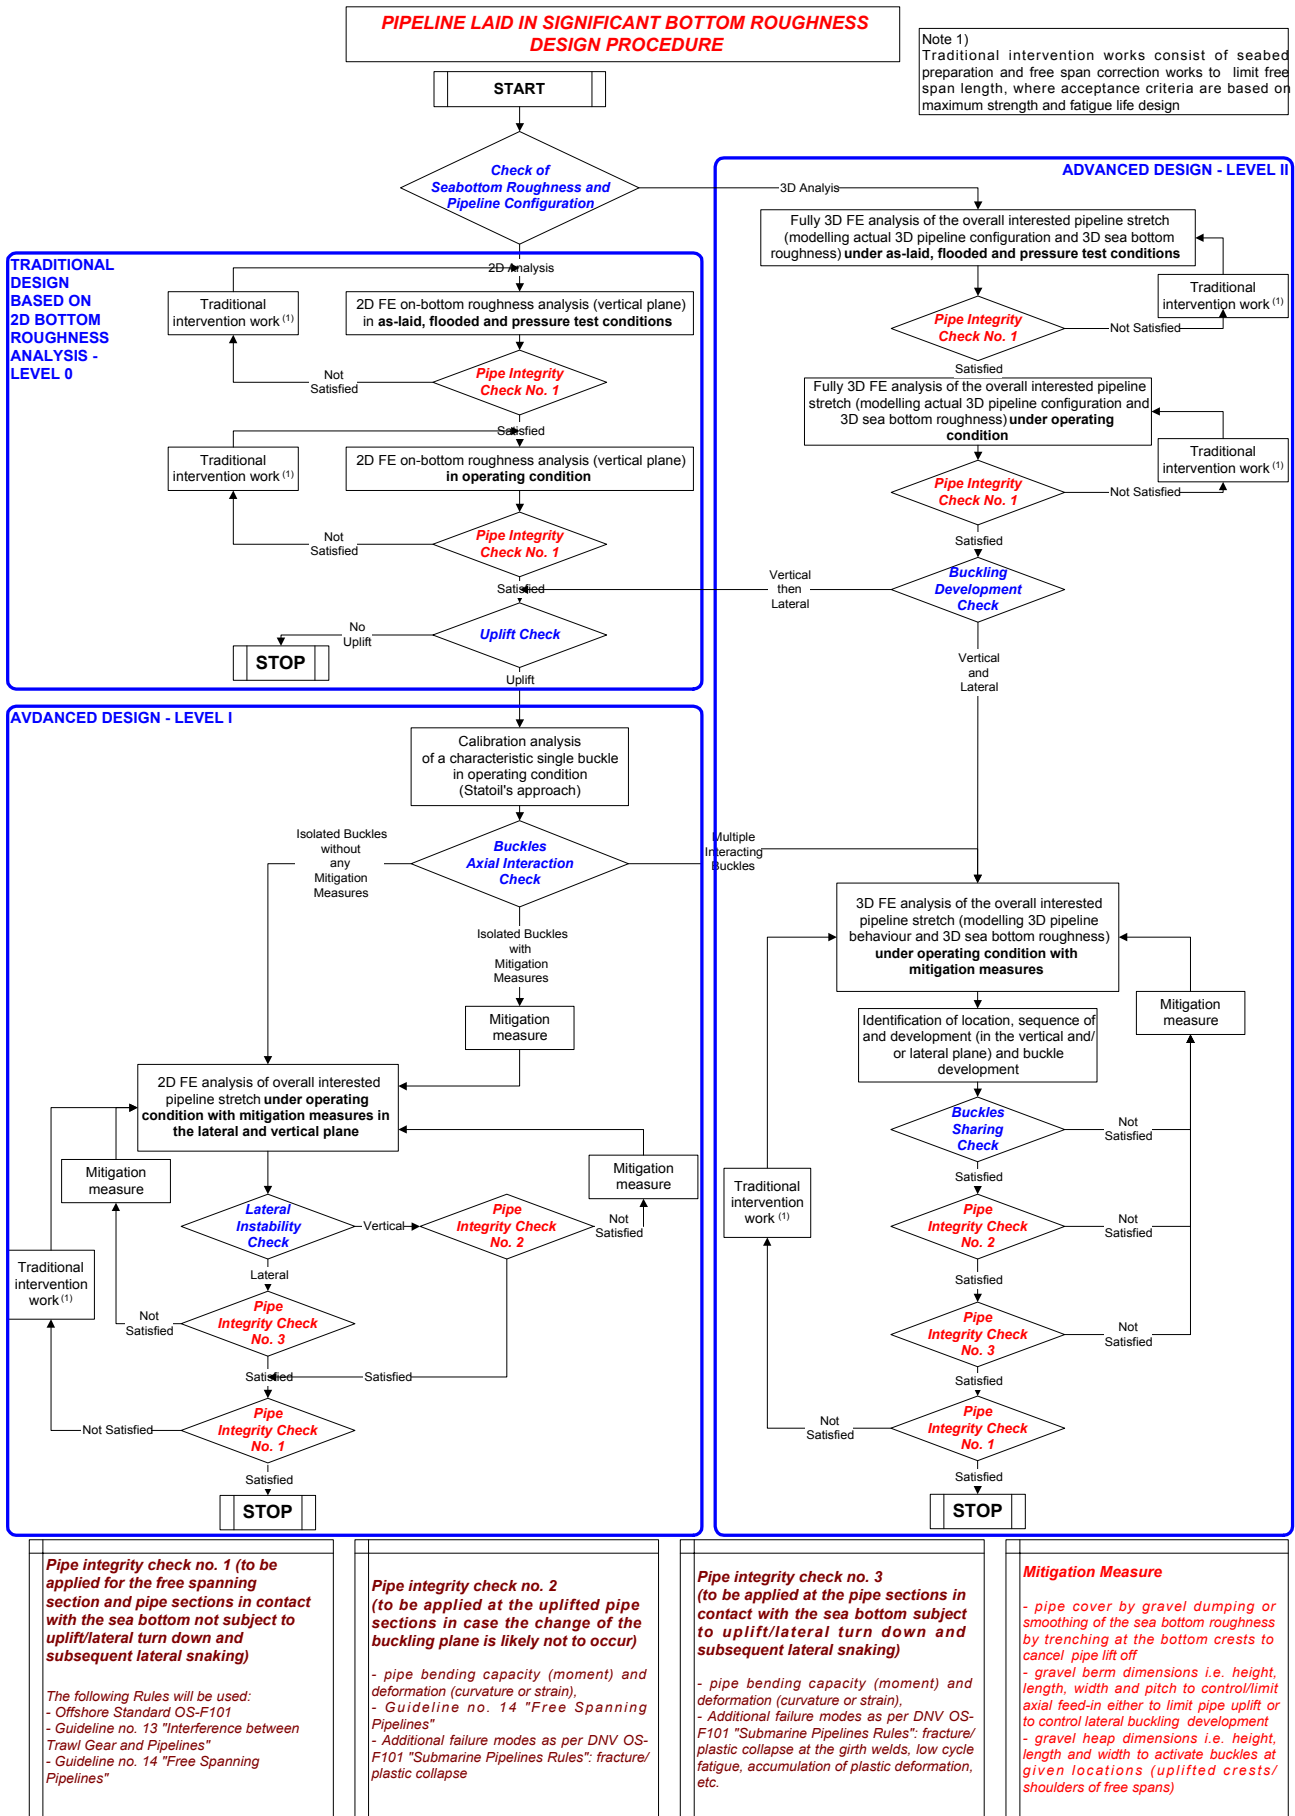 PIPELINE LAID IN SIGNIFICANT BOTTOM ROUGHNESS
DESIGN PROCEDURE
Note 1)
Traditional intervention works consist of seabed
preparation and free span correction works to limit free
span length, where acceptance criteria are based on
maximum strength and fatigue life design
START
Check of
Seabottom Roughness and
Pipeline Configuration
3D Analyis
ADVANCED DESIGN - LEVEL II
Fully 3D FE analysis of the overall interested pipeline stretch
(modelling actual 3D pipeline configuration and 3D sea bottom
roughness) under as-laid, flooded and pressure test conditions
Traditional
intervention work (1)
Pipe Integrity
Check No. 1
Not Satisfied
Satisfied
Fully 3D FE analysis of the overall interested pipeline
stretch (modelling actual 3D pipeline configuration and
3D sea bottom roughness) under operating
condition
Traditional
intervention work (1)
Pipe Integrity
Check No. 1
Not Satisfied
Satisfied
Buckling
Development
Check
Vertical
then
Lateral
Vertical
and
Lateral
TRADITIONAL
DESIGN
BASED ON
2D BOTTOM
ROUGHNESS
ANALYSIS -
LEVEL 0
2D Analysis
Traditional
intervention work (1)
2D FE on-bottom roughness analysis (vertical plane)
in as-laid, flooded and pressure test conditions
Not
Satisfied
Pipe Integrity
Check No. 1
Satisfied
Traditional
intervention work (1)
2D FE on-bottom roughness analysis (vertical plane)
in operating condition
Not
Satisfied
Pipe Integrity
Check No. 1
Satisfied
No
Uplift
Uplift Check
STOP
Uplift
AVDANCED DESIGN - LEVEL I
Calibration analysis
of a characteristic single buckle
in operating condition
(Statoil's approach)
Isolated Buckles
without
any
Mitigation
Measures
Buckles
Axial Interaction
Check
Multiple
Interacting
Buckles
Isolated Buckles
with
Mitigation
Measures
Mitigation
measure
2D FE analysis of overall interested
pipeline stretch under operating
condition with mitigation measures in
the lateral and vertical plane
Mitigation
measure
Mitigation
measure
Lateral
Instability
Check
Vertical
Pipe
Integrity Check
No. 2
Not
Satisfied
Traditional
intervention
work (1)
Lateral
Not
Satisfied
Pipe
Integrity Check
No. 3
Satisfied
Satisfied
Not Satisfied
Pipe
Integrity Check
No. 1
Satisfied
STOP
3D FE analysis of the overall interested
pipeline stretch (modelling 3D pipeline
behaviour and 3D sea bottom roughness)
under operating condition with
mitigation measures
Mitigation
measure
Identification of location, sequence of
and development (in the vertical and/
or lateral plane) and buckle
development
Buckles
Sharing
Check
Not
Satisfied
Satisfied
Traditional
intervention
work (1)
Pipe
Integrity Check
No. 2
Not
Satisfied
Satisfied
Pipe
Integrity Check
No. 3
Not
Satisfied
Satisfied
Not
Satisfied
Pipe
Integrity Check
No. 1
Satisfied
STOP
Pipe integrity check no. 1 (to be
applied for the free spanning
section and pipe sections in contact
with the sea bottom not subject to
uplift/lateral turn down and
subsequent lateral snaking)
The following Rules will be used:
- Offshore Standard OS-F101
- Guideline no. 13 "Interference between
Trawl Gear and Pipelines"
- Guideline no. 14 "Free Spanning
Pipelines"
Pipe integrity check no. 2
(to be applied at the uplifted pipe
sections in case the change of the
buckling plane is likely not to occur)
- pipe bending capacity (moment) and
deformation (curvature or strain),
- Guideline no. 14 "Free Spanning
Pipelines"
- Additional failure modes as per DNV OS-
F101 "Submarine Pipelines Rules": fracture/
plastic collapse
Pipe integrity check no. 3
(to be applied at the pipe sections in
contact with the sea bottom subject
to uplift/lateral turn down and
subsequent lateral snaking)
- pipe bending capacity (moment) and
deformation (curvature or strain),
- Additional failure modes as per DNV OS-
F101 "Submarine Pipelines Rules": fracture/
plastic collapse at the girth welds, low cycle
fatigue, accumulation of plastic deformation,
etc.
Mitigation Measure
- pipe cover by gravel dumping or
smoothing of the sea bottom roughness
by trenching at the bottom crests to
cancel pipe lift off
- gravel berm dimensions i.e. height,
length, width and pitch to control/limit
axial feed-in either to limit pipe uplift or
to control lateral buckling development
- gravel heap dimensions i.e. height,
length and width to activate buckles at
given locations (uplifted crests/
shoulders of free spans)